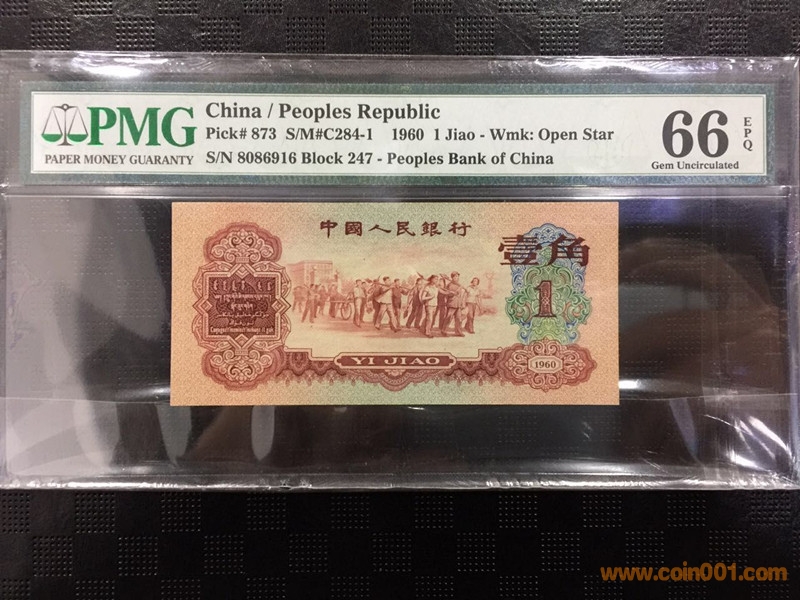 PMG
PAPER MONEY GUARANTY
China / Peoples Republic
Pick# 873 S/M#C284-1 1960 1 Jiao - Wmk: Open Star
S/N 8086916 Block 247 - Peoples Bank of China
66
EPQ
Gem Uncirculated
中國人民銀行
壹角
1
YI JIAO
1960
www.coin001.com